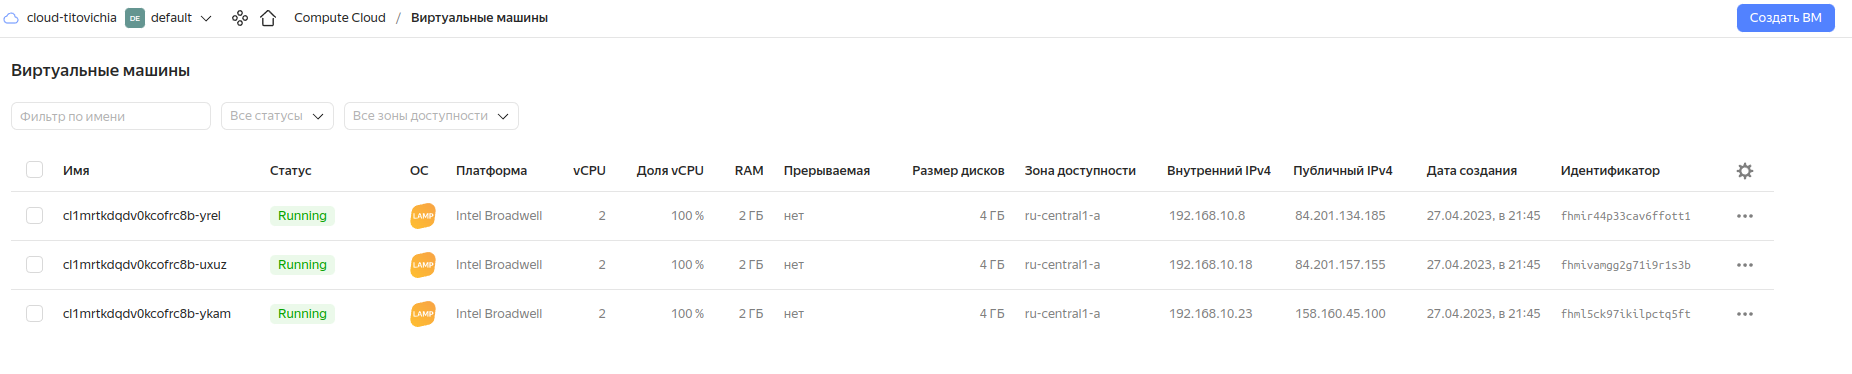 cloud-titovichia DE default Compute Cloud / Виртуальные машины Создать ВМ
Виртуальные машины
Фильтр по имени Все статусы Все зоны доступности
Имя Статус ОС Платформа vCPU Доля vCPU RAM Прерываемая Размер дисков Зона доступности Внутренний IPv4 Публичный IPv4 Дата создания Идентификатор
cl1mrtkdqdv0kcofrc8b-yrel Running LAMP Intel Broadwell 2 100 % 2 ГБ нет 4 ГБ ru-central1-a 192.168.10.8 84.201.134.185 27.04.2023, в 21:45 fhmir44p33cav6ffott1
cl1mrtkdqdv0kcofrc8b-uxuz Running LAMP Intel Broadwell 2 100 % 2 ГБ нет 4 ГБ ru-central1-a 192.168.10.18 84.201.157.155 27.04.2023, в 21:45 fhmivamgg2g71i9r1s3b
cl1mrtkdqdv0kcofrc8b-ykam Running LAMP Intel Broadwell 2 100 % 2 ГБ нет 4 ГБ ru-central1-a 192.168.10.23 158.160.45.100 27.04.2023, в 21:45 fhml5ck97ikilpctq5ft